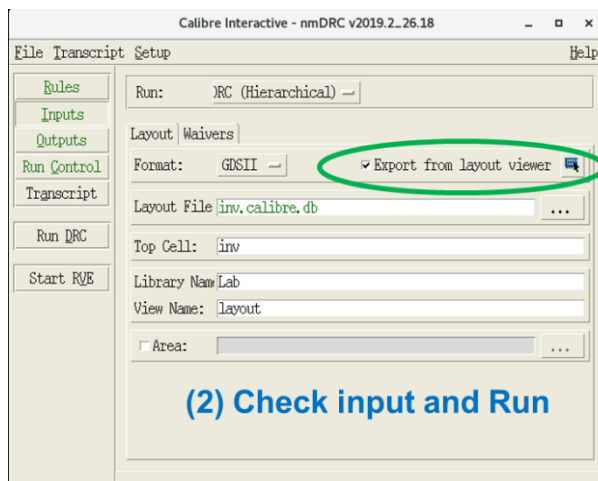 Calibre Interactive - nmDRC v2019.2_26.18
File Transcript Setup Help
Rules
Inputs
Outputs
Run Control
Transcript
Run DRC
Start RVE
Run: DRC (Hierarchical)
Layout Waivers
Format: GDSII Export from layout viewer
Layout File inv.calibre.db ...
Top Cell: inv
Library Nam Lab
View Name: layout
Area: ...
(2) Check input and Run